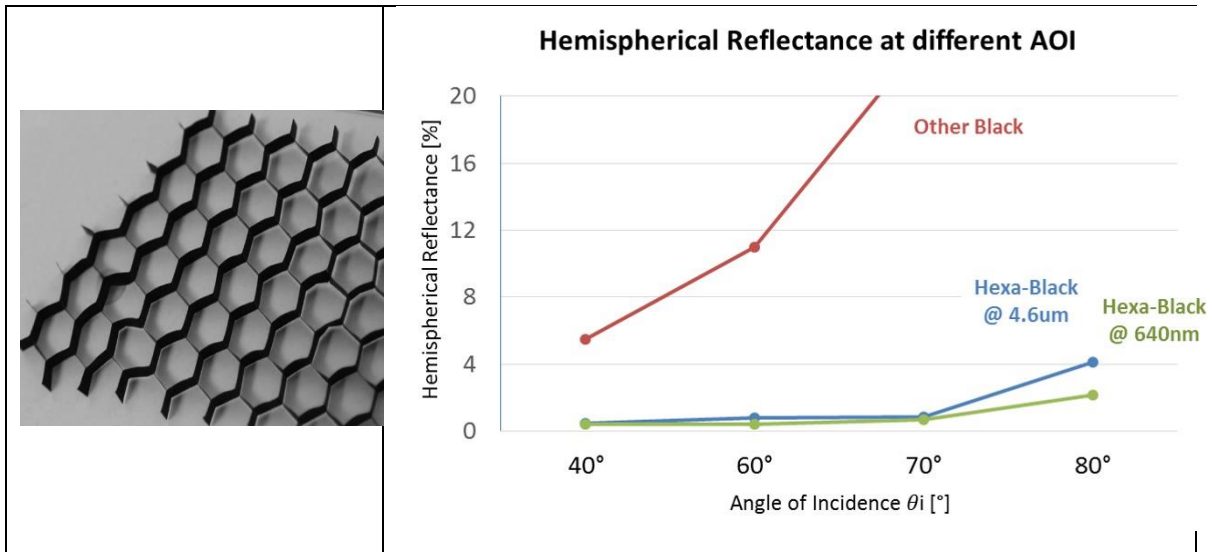 Hemispherical Reflectance at different AOI
Hemispherical Reflectance [%]
20
16
12
8
4
0
Other Black
Hexa-Black
@ 4.6um
Hexa-Black
@ 640nm
40°
60°
70°
80°
Angle of Incidence θi [°]